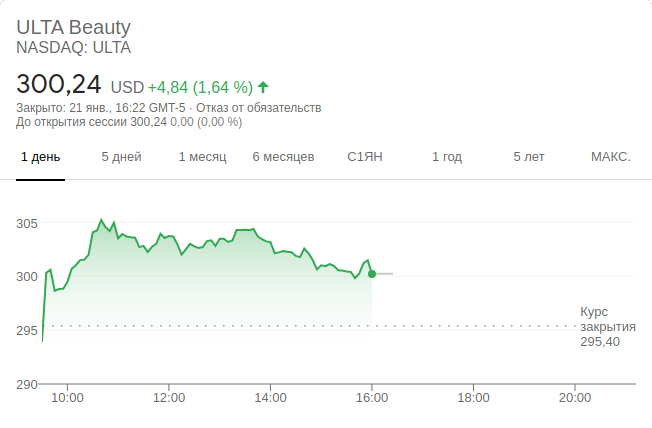 ULTA Beauty
NASDAQ: ULTA
300,24 USD +4,84 (1,64 %)
Закрыто: 21 янв., 16:22 GMT-5 · Отказ от обязательств
До открытия сессии 300,24 0,00 (0,00 %)
1 день 5 дней 1 месяц 6 месяцев С1ЯН 1 год 5 лет МАКС.
305
300
295
290
Курс
закрытия
295,40
10:00 12:00 14:00 16:00 18:00 20:00